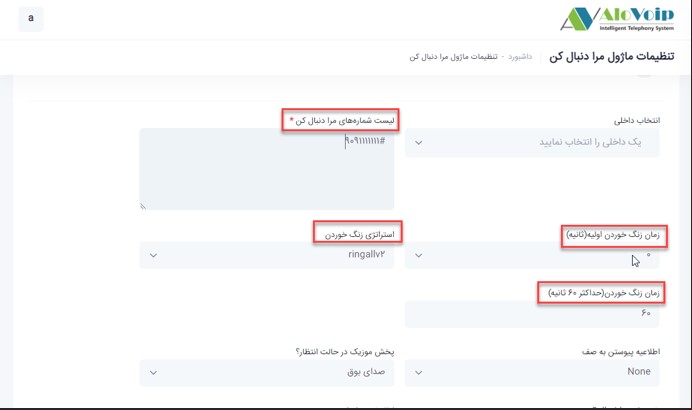 a
AloVoip
Intelligent Telephony System
تنظیمات ماژول مرا دنبال کن
داشبورد - تنظیمات ماژول مرا دنبال کن
انتخاب داخلی
یک داخلی را انتخاب نمایید
لیست شماره‌های مرا دنبال کن *
زمان زنگ خوردن اولیه(ثانیه)
۰
استراتژی زنگ خوردن
ringallv۲
زمان زنگ خوردن(حداکثر ۶۰ ثانیه)
۶۰
اطلاعیه پیوستن به صف
None
پخش موزیک در حالت انتظار؟
صدای بوق